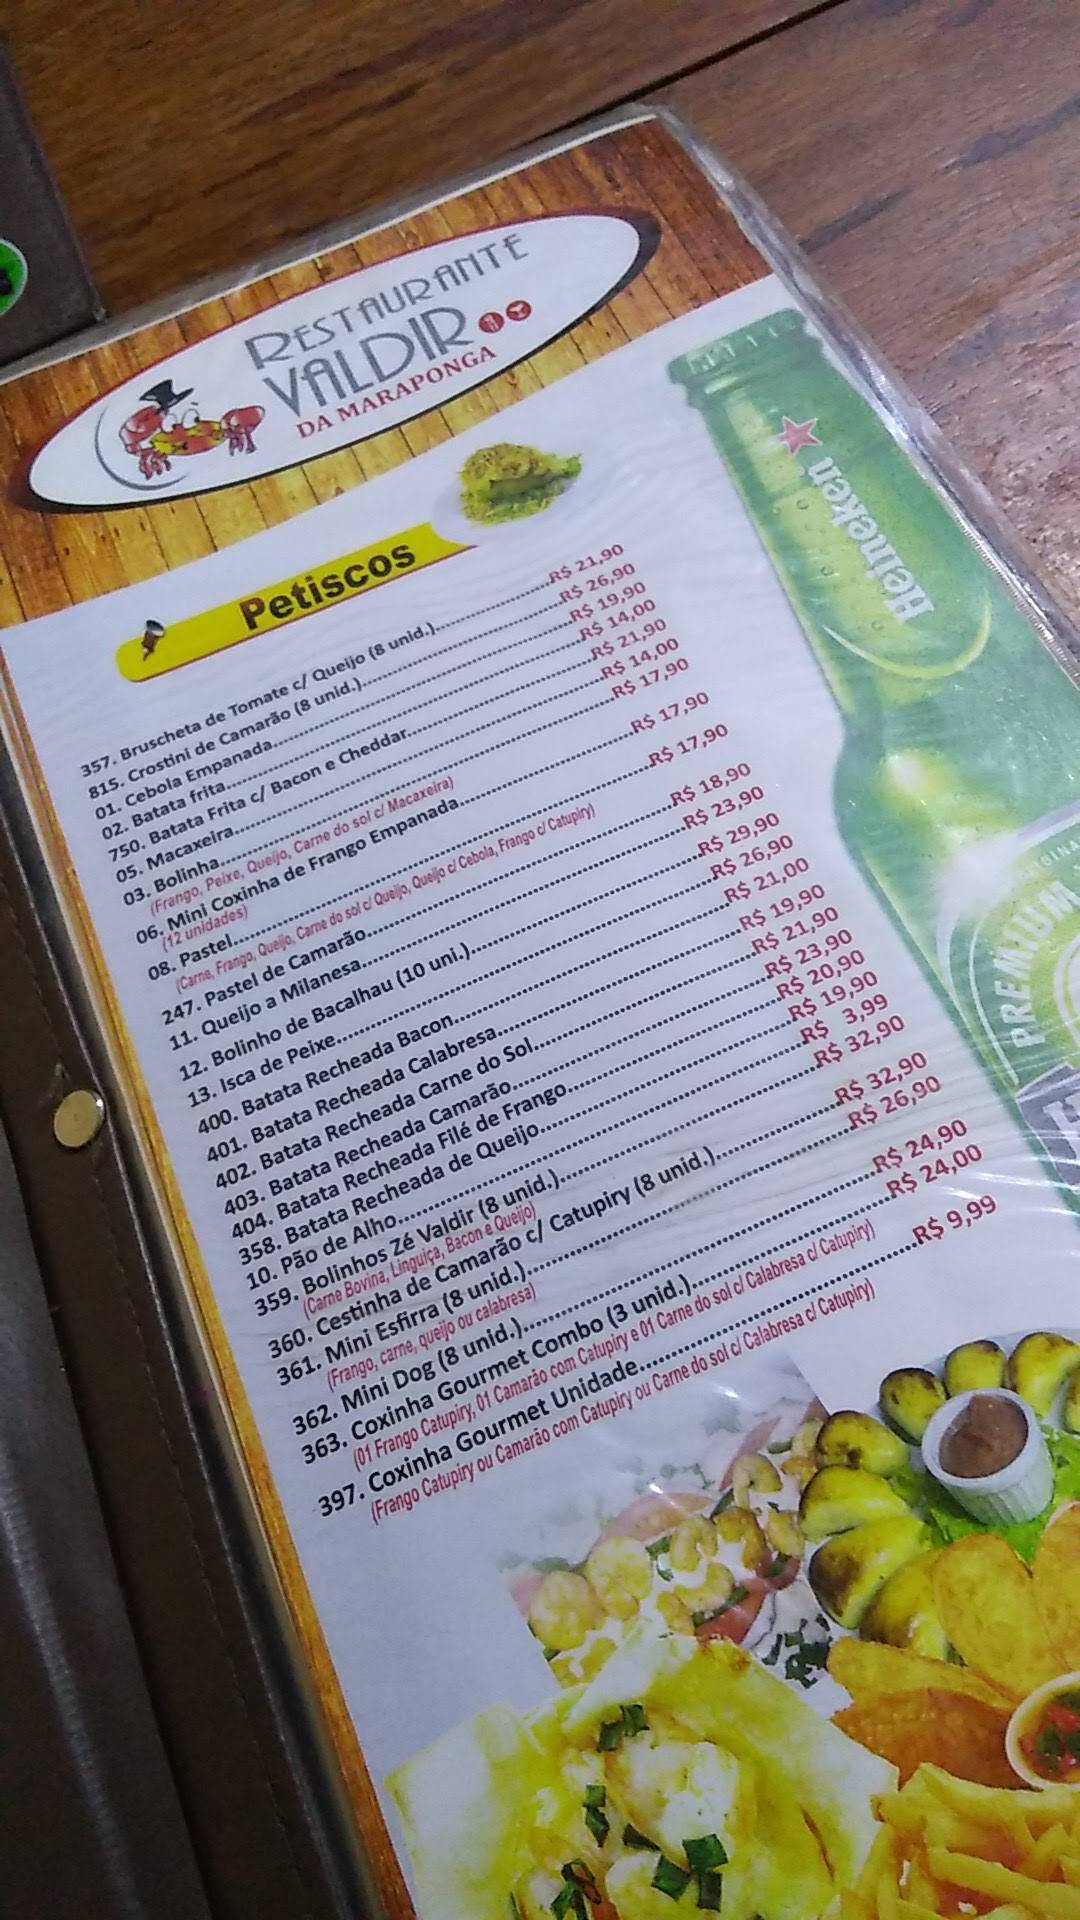 RESTAURANTE
VALDIR
DA MARAPONGA
Petiscos
357. Bruscheta de Tomate c/ Queijo (8 unid.)....................R$ 21,90
815. Crostini de Camarão (8 unid.)....................R$ 26,90
01. Cebola Empanada....................R$ 19,90
02. Batata frita....................R$ 14,00
750. Batata Frita c/ Bacon e Cheddar....................R$ 21,90
05. Macaxeira....................R$ 14,00
03. Bolinha....................R$ 17,90
(Frango, Peixe, Queijo, Carne do sol c/ Macaxeira)
06. Mini Coxinha de Frango Empanada....................R$ 17,90
(12 unidades)
08. Pastel....................R$ 17,90
(Carne, Frango, Queijo, Carne do sol c/ Queijo, Queijo c/ Cebola, Frango c/ Catupiry)
247. Pastel de Camarão....................R$ 18,90
11. Queijo a Milanesa....................R$ 23,90
12. Bolinho de Bacalhau (10 uni.)....................R$ 29,90
13. Isca de Peixe....................R$ 26,90
400. Batata Recheada Bacon....................R$ 21,00
401. Batata Recheada Calabresa....................R$ 19,90
402. Batata Recheada Carne do Sol....................R$ 21,90
403. Batata Recheada Camarão....................R$ 23,90
404. Batata Recheada Filé de Frango....................R$ 20,90
358. Batata Recheada de Queijo....................R$ 19,90
10. Pão de Alho....................R$ 3,99
359. Bolinhos Zé Valdir (8 unid.)....................R$ 32,90
(Carne Bovina, Linguiça, Bacon e Queijo)
360. Cestinha de Camarão c/ Catupiry (8 unid.)....................R$ 32,90
361. Mini Esfirra (8 unid.)....................R$ 26,90
(Frango, carne, queijo ou calabresa)
362. Mini Dog (8 unid.)....................R$ 24,90
363. Coxinha Gourmet Combo (3 unid.)....................R$ 24,00
(01 Frango Catupiry, 01 Camarão com Catupiry e 01 Carne do sol c/ Calabresa c/ Catupiry)
397. Coxinha Gourmet Unidade....................R$ 9,99
(Frango Catupiry ou Camarão com Catupiry ou Carne do sol c/ Calabresa c/ Catupiry)
Heineken
PREMIUM